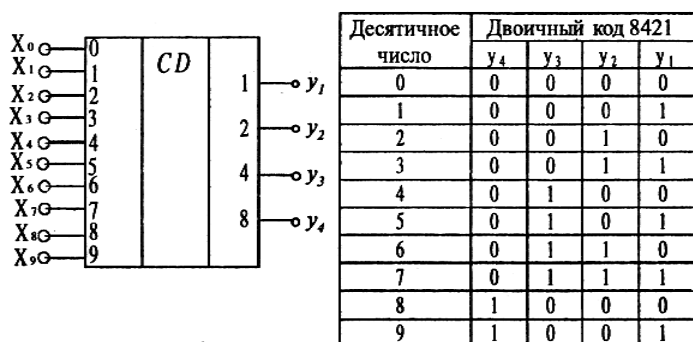 X₀ 0
X₁ 1
X₂ 2
X₃ 3
X₄ 4
X₅ 5
X₆ 6
X₇ 7
X₈ 8
X₉ 9
CD
1 y₁
2 y₂
4 y₃
8 y₄
Десятичное число Двоичный код 8421
y₄ y₃ y₂ y₁
0 0 0 0 0
1 0 0 0 1
2 0 0 1 0
3 0 0 1 1
4 0 1 0 0
5 0 1 0 1
6 0 1 1 0
7 0 1 1 1
8 1 0 0 0
9 1 0 0 1